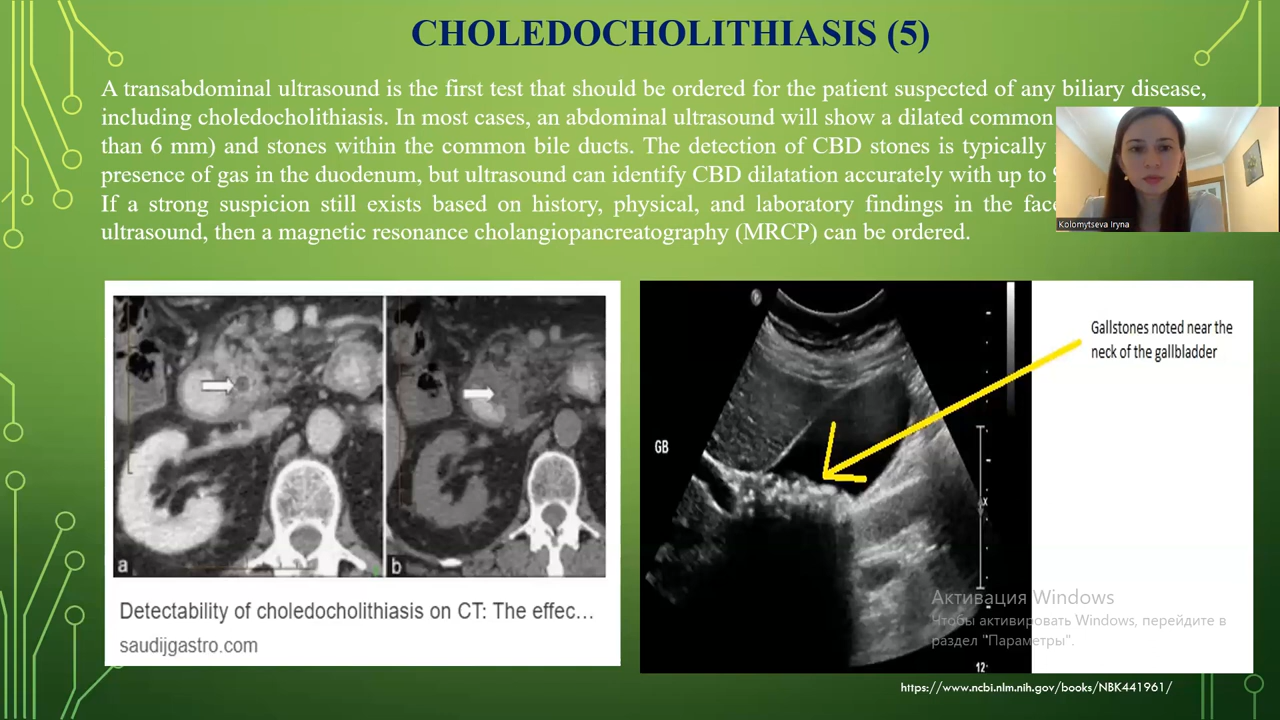 CHOLEDOCHOLITHIASIS (5)
A transabdominal ultrasound is the first test that should be ordered for the patient suspected of any biliary disease,
including choledocholithiasis. In most cases, an abdominal ultrasound will show a dilated common
than 6 mm) and stones within the common bile ducts. The detection of CBD stones is typically
presence of gas in the duodenum, but ultrasound can identify CBD dilatation accurately with up to
If a strong suspicion still exists based on history, physical, and laboratory findings in the face
ultrasound, then a magnetic resonance cholangiopancreatography (MRCP) can be ordered.
Kolomytseva Iryna
Gallstones noted near the
neck of the gallbladder
GB
X
a
b
Detectability of choledocholithiasis on CT: The effec...
saudijgastro.com
Активация Windows
Чтобы активировать Windows, перейдите в
раздел "Параметры".
12
https://www.ncbi.nlm.nih.gov/books/NBK441961/